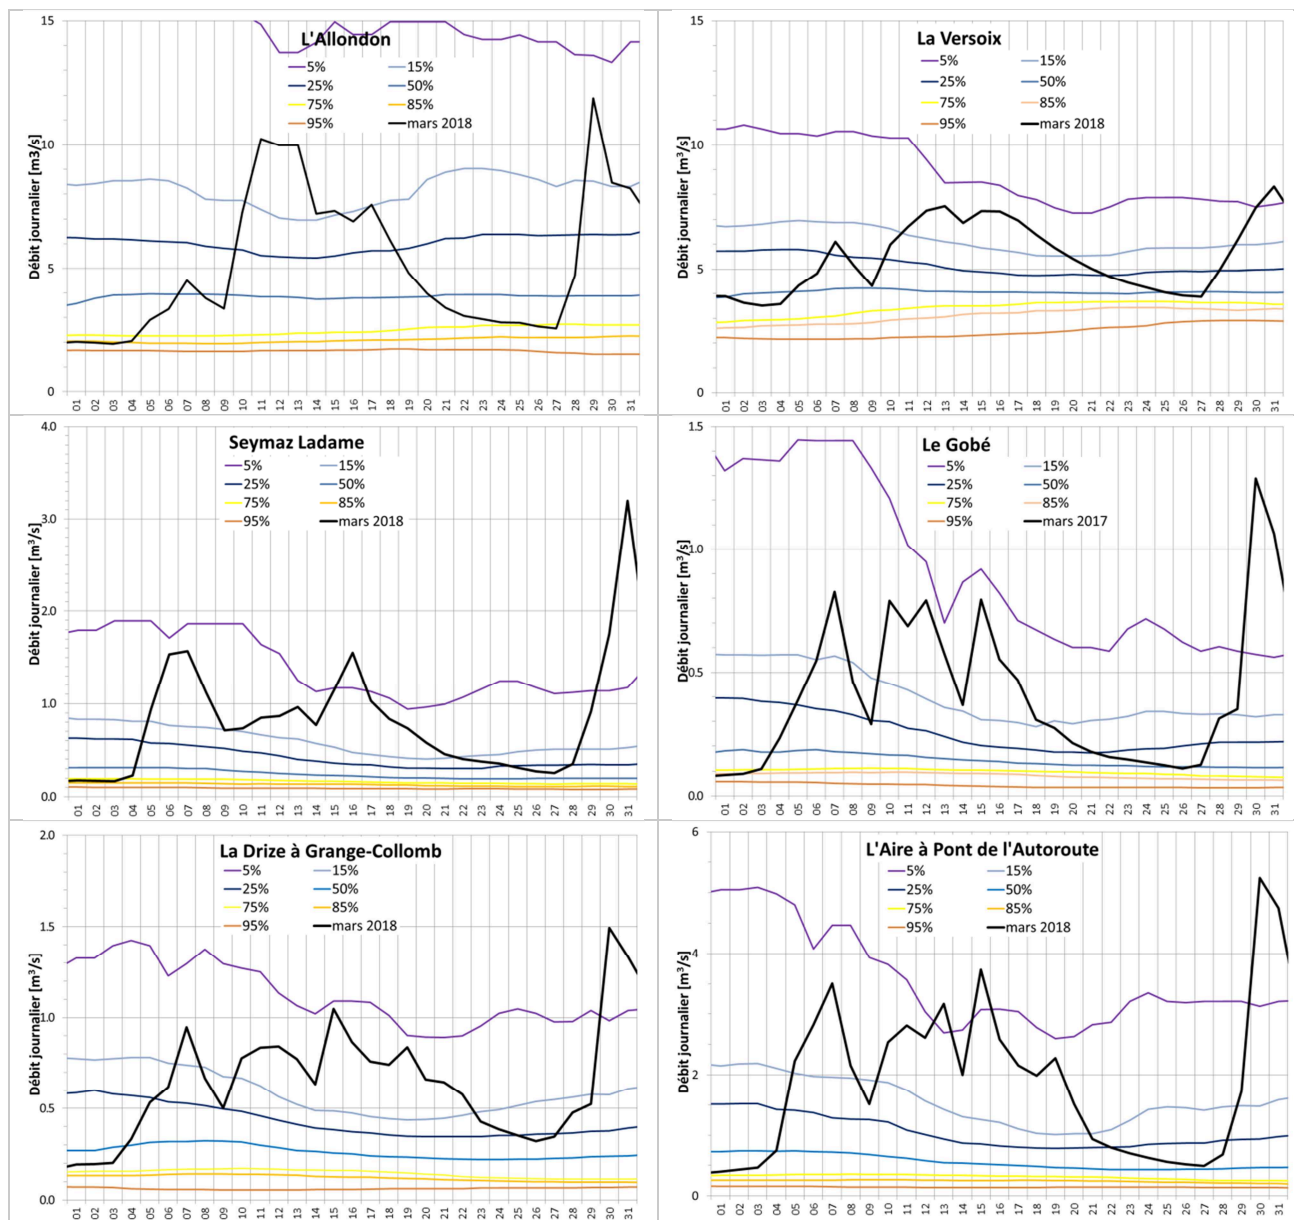 L'Allondon
5% 15%
25% 50%
75% 85%
95% mars 2018
Débit journalier [m3/s]
15
10
5
0
01 02 03 04 05 06 07 08 09 10 11 12 13 14 15 16 17 18 19 20 21 22 23 24 25 26 27 28 29 30 31
La Versoix
5% 15%
25% 50%
75% 85%
95% mars 2018
Débit journalier [m³/s]
15
10
5
0
01 02 03 04 05 06 07 08 09 10 11 12 13 14 15 16 17 18 19 20 21 22 23 24 25 26 27 28 29 30 31
Seymaz Ladame
5% 15%
25% 50%
75% 85%
95% mars 2018
Débit journalier [m³/s]
4.0
3.0
2.0
1.0
0.0
01 02 03 04 05 06 07 08 09 10 11 12 13 14 15 16 17 18 19 20 21 22 23 24 25 26 27 28 29 30 31
Le Gobé
5% 15%
25% 50%
75% 85%
95% mars 2017
Débit journalier [m³/s]
1.5
1.0
0.5
0.0
01 02 03 04 05 06 07 08 09 10 11 12 13 14 15 16 17 18 19 20 21 22 23 24 25 26 27 28 29 30 31
La Drize à Grange-Collomb
5% 15%
25% 50%
75% 85%
95% mars 2018
Débit journalier [m³/s]
2.0
1.5
1.0
0.5
0.0
01 02 03 04 05 06 07 08 09 10 11 12 13 14 15 16 17 18 19 20 21 22 23 24 25 26 27 28 29 30 31
L'Aire à Pont de l'Autoroute
5% 15%
25% 50%
75% 85%
95% mars 2018
Débit journalier [m³/s]
6
4
2
0
01 02 03 04 05 06 07 08 09 10 11 12 13 14 15 16 17 18 19 20 21 22 23 24 25 26 27 28 29 30 31